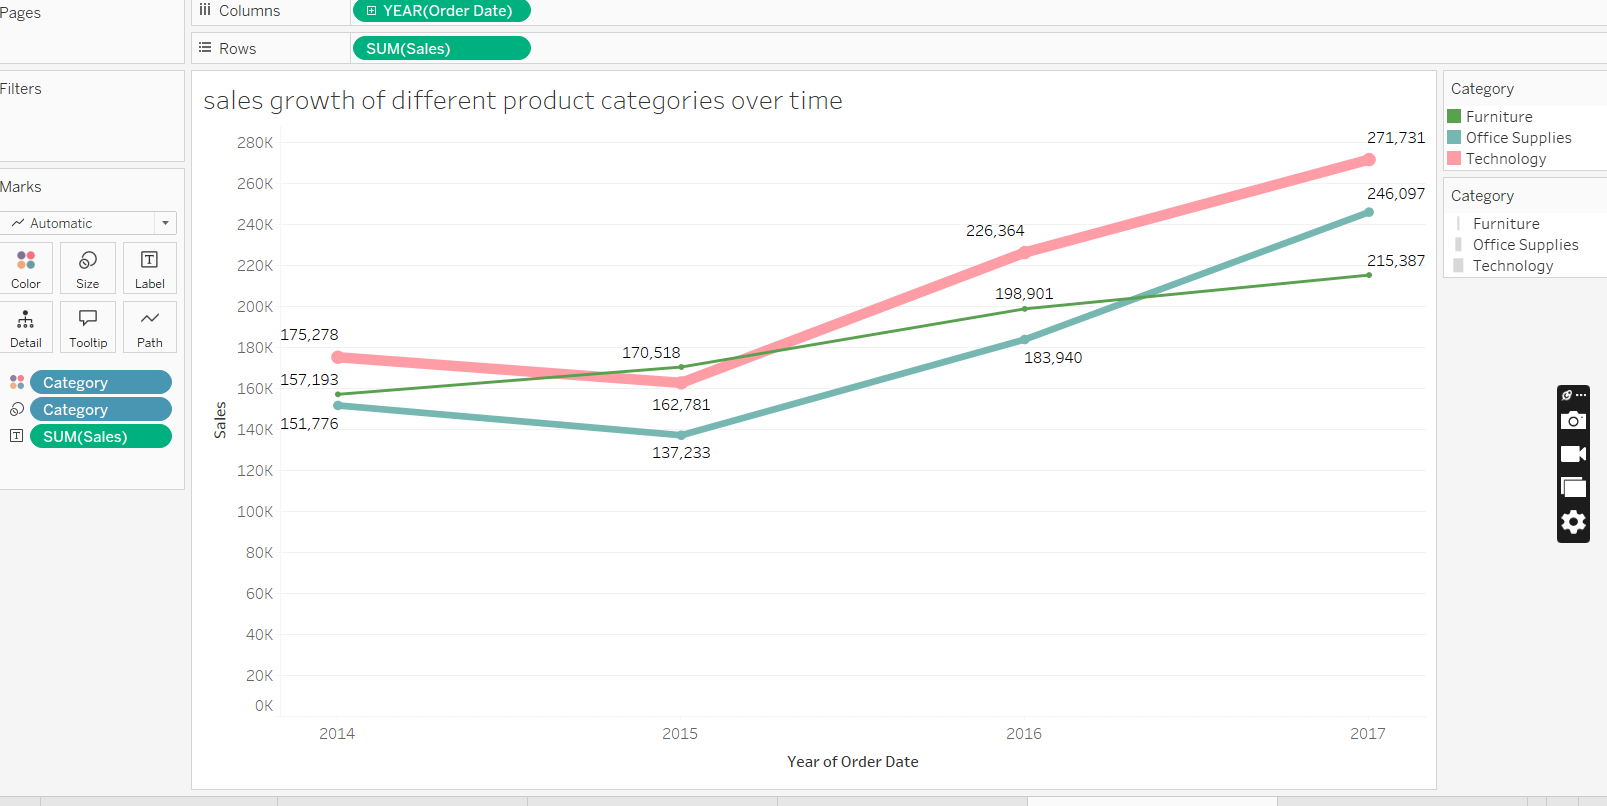 Pages
Columns
YEAR(Order Date)
Rows
SUM(Sales)
Filters
Marks
Automatic
Color
Size
Label
Detail
Tooltip
Path
Category
Category
SUM(Sales)
sales growth of different product categories over time
280K
260K
240K
220K
200K
180K
160K
140K
120K
100K
80K
60K
40K
20K
0K
Sales
175,278
157,193
151,776
170,518
162,781
137,233
226,364
198,901
183,940
271,731
246,097
215,387
2014
2015
2016
2017
Year of Order Date
Category
Furniture
Office Supplies
Technology
Category
Furniture
Office Supplies
Technology